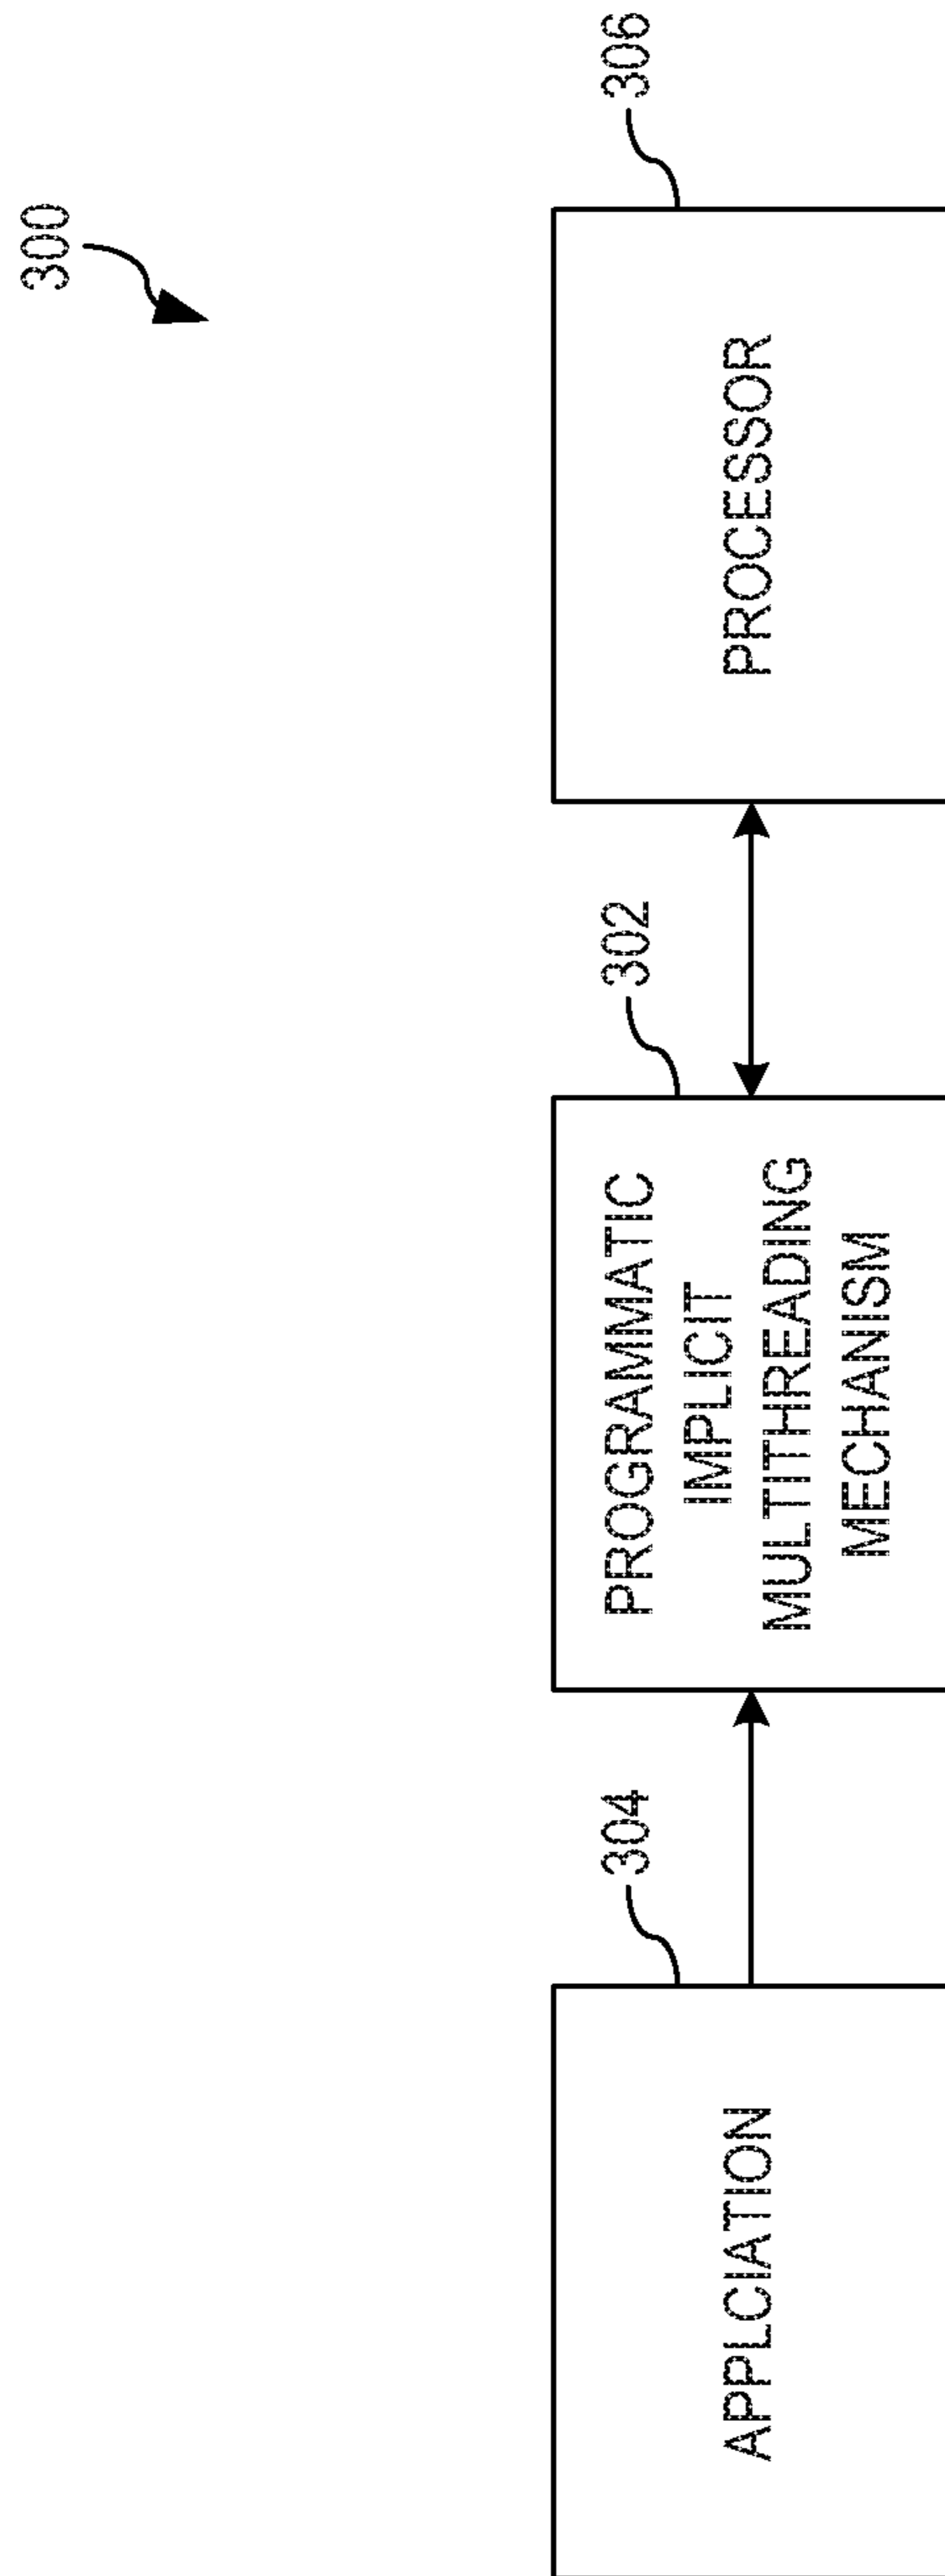 300
304
302
306
APPLCIATION
PROGRAMMATIC
IMPLICIT
MULTITHREADING
MECHANISM
PROCESSOR